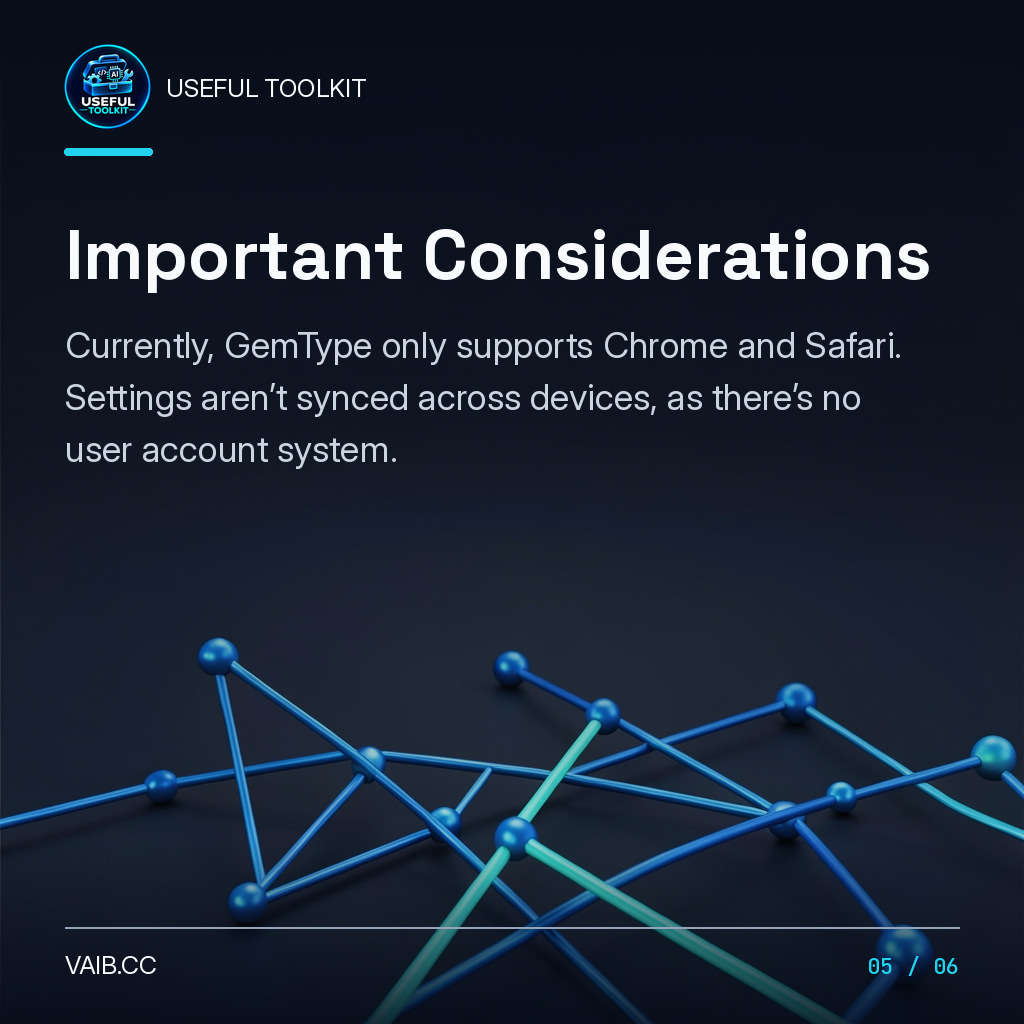 </>
AI
USEFUL
TOOLKIT
USEFUL TOOLKIT
Important Considerations
Currently, GemType only supports Chrome and Safari.
Settings aren’t synced across devices, as there’s no
user account system.
VAIB.CC
05 / 06